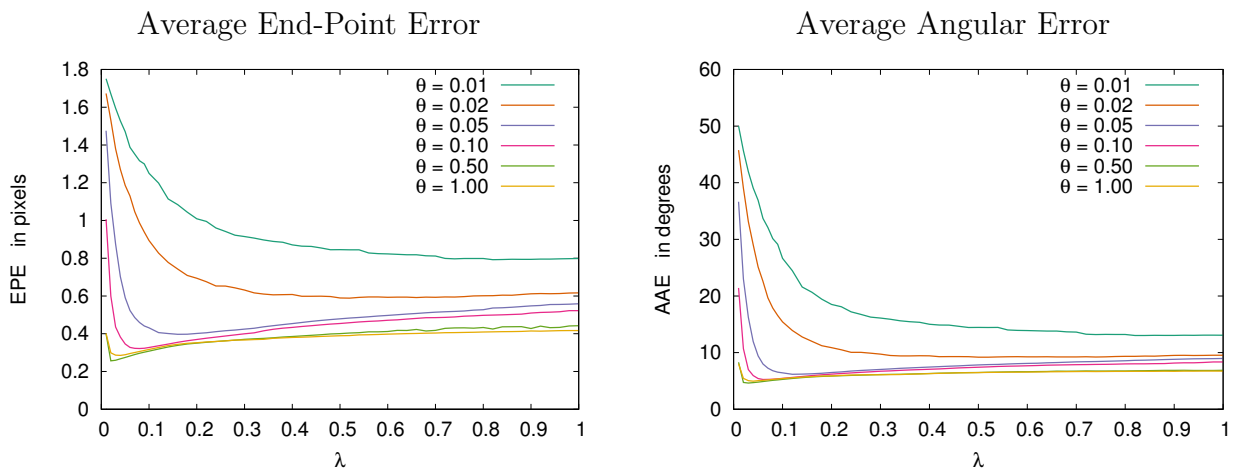 Average End-Point Error
1.8
1.6
1.4
1.2
1
0.8
0.6
0.4
0.2
0
EPE in pixels
θ = 0.01
θ = 0.02
θ = 0.05
θ = 0.10
θ = 0.50
θ = 1.00
0 0.1 0.2 0.3 0.4 0.5 0.6 0.7 0.8 0.9 1
λ
Average Angular Error
60
50
40
30
20
10
0
AAE in degrees
θ = 0.01
θ = 0.02
θ = 0.05
θ = 0.10
θ = 0.50
θ = 1.00
0 0.1 0.2 0.3 0.4 0.5 0.6 0.7 0.8 0.9 1
λ